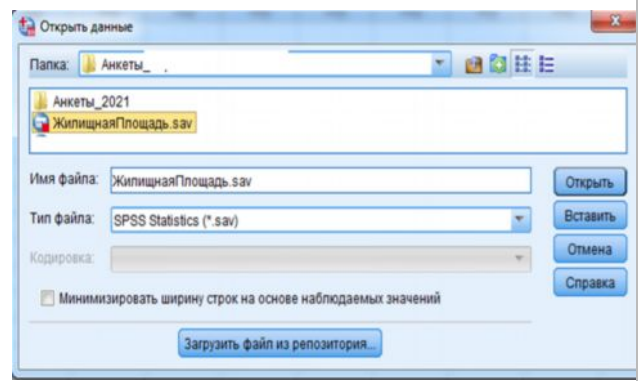 Открыть данные
Папка: Анкеты_
Анкеты_2021
ЖилищнаяПлощадь.sav
Имя файла: ЖилищнаяПлощадь.sav Открыть
Тип файла: SPSS Statistics (*.sav) Вставить
Кодировка: Отмена
Минимизировать ширину строк на основе наблюдаемых значений Справка
Загрузить файл из репозитория...